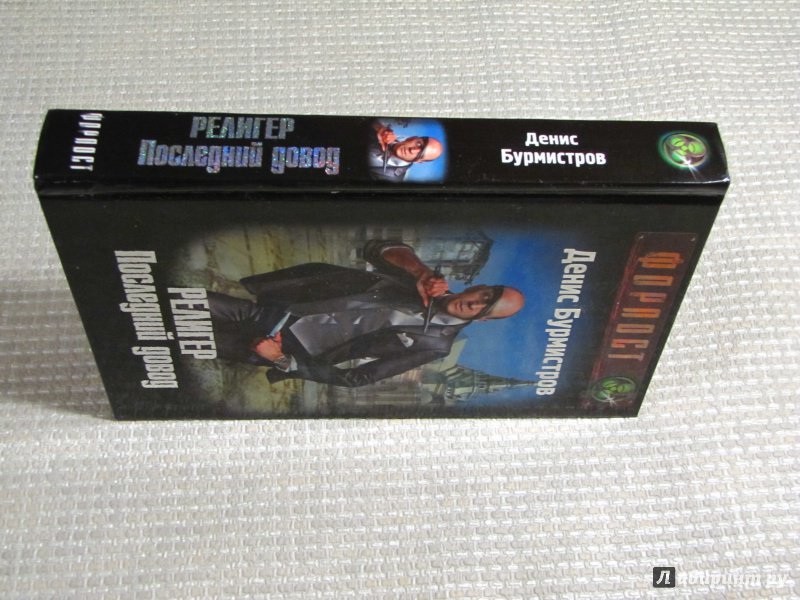 ФОРПОСТ
РЕЛИГЕР
Последний довод
Денис
Бурмистров
ФОРПОСТ
Денис Бурмистров
РЕЛИГЕР
Последний довод
Лабиринт.ру